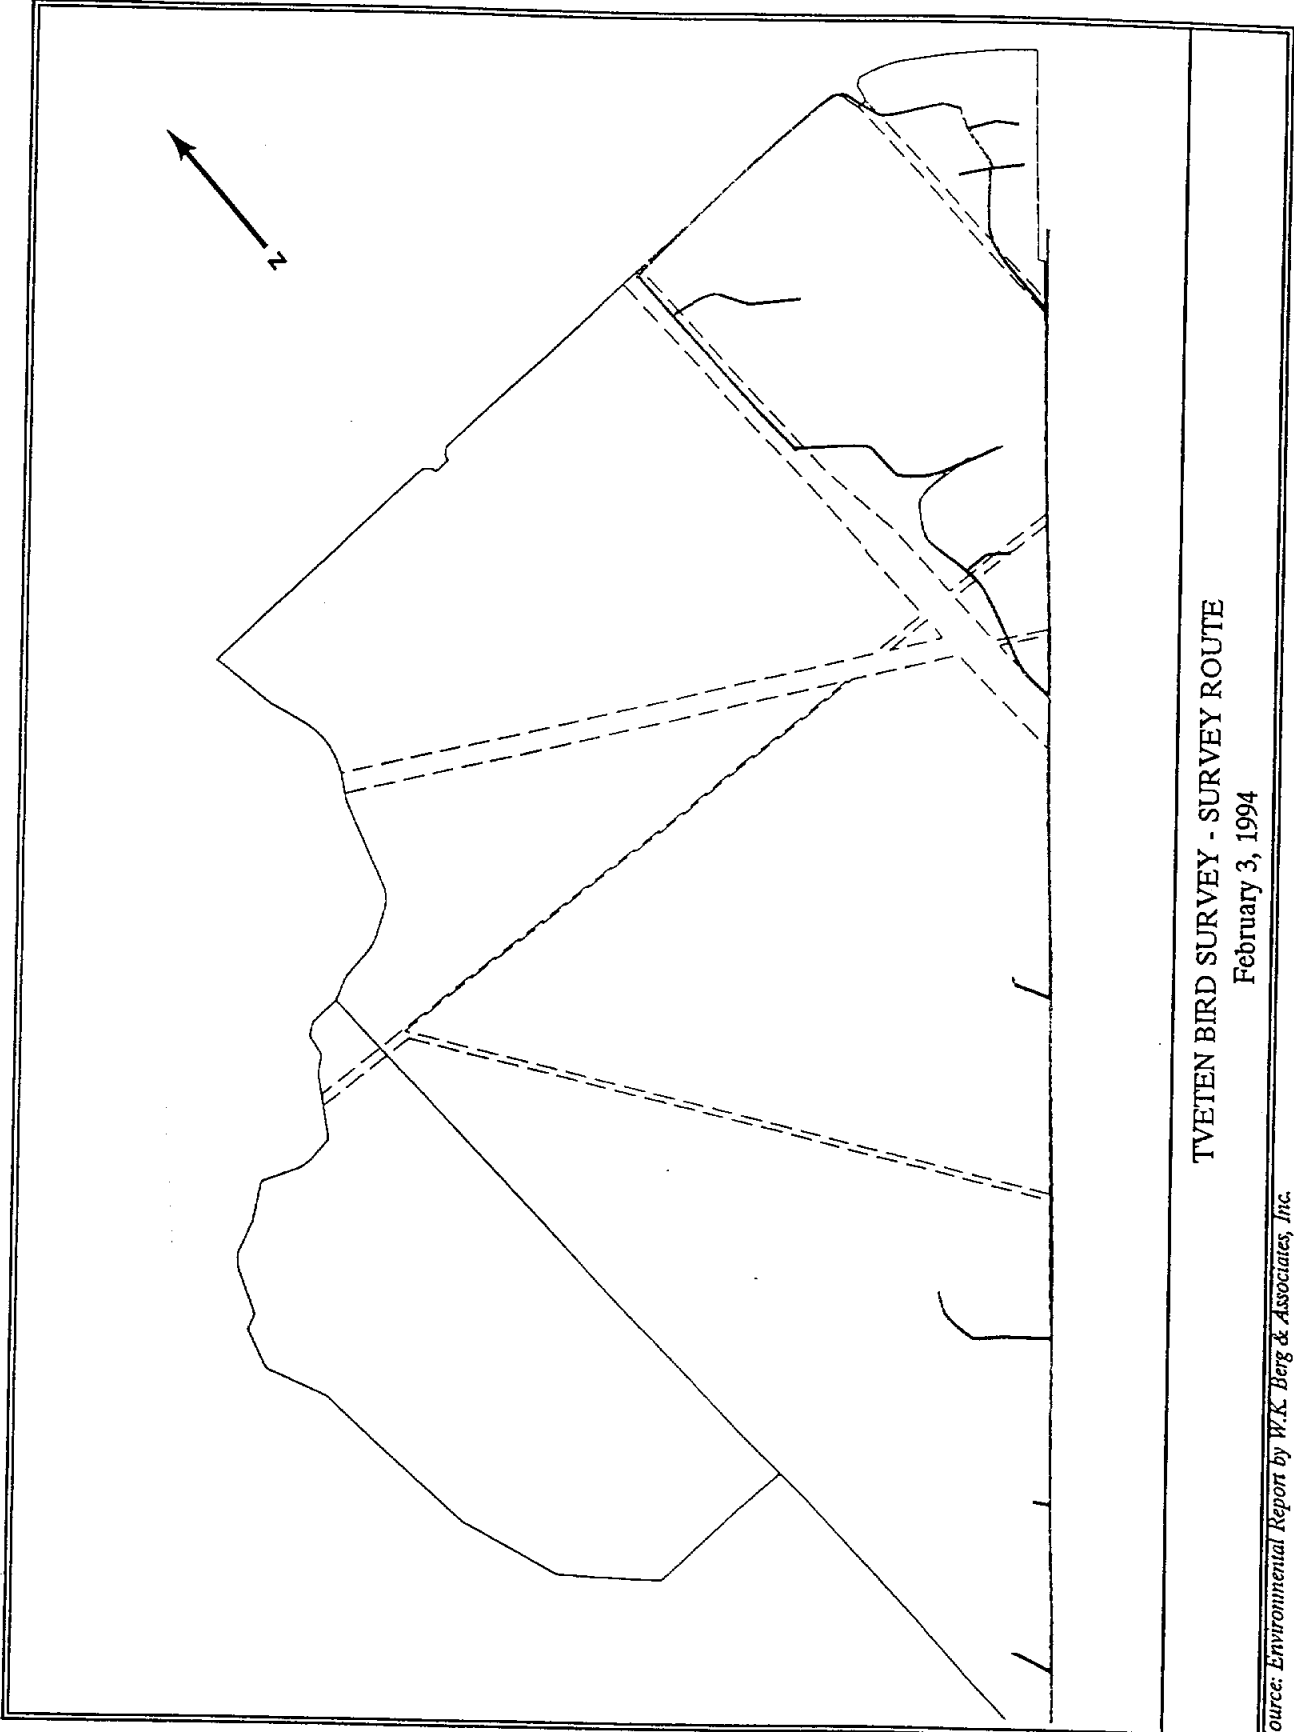 N
TVETEN BIRD SURVEY - SURVEY ROUTE
February 3, 1994
ource: Environmental Report by W.K. Berg & Associates, Inc.